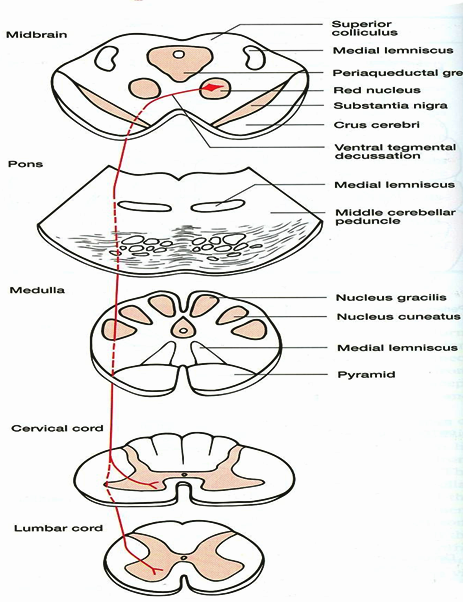 Midbrain
Superior
colliculus
Medial lemniscus
Periaqueductal gre
Red nucleus
Substantia nigra
Crus cerebri
Ventral tegmental
decussation
Pons
Medial lemniscus
Middle cerebellar
peduncle
Medulla
Nucleus gracilis
Nucleus cuneatus
Medial lemniscus
Pyramid
Cervical cord
Lumbar cord